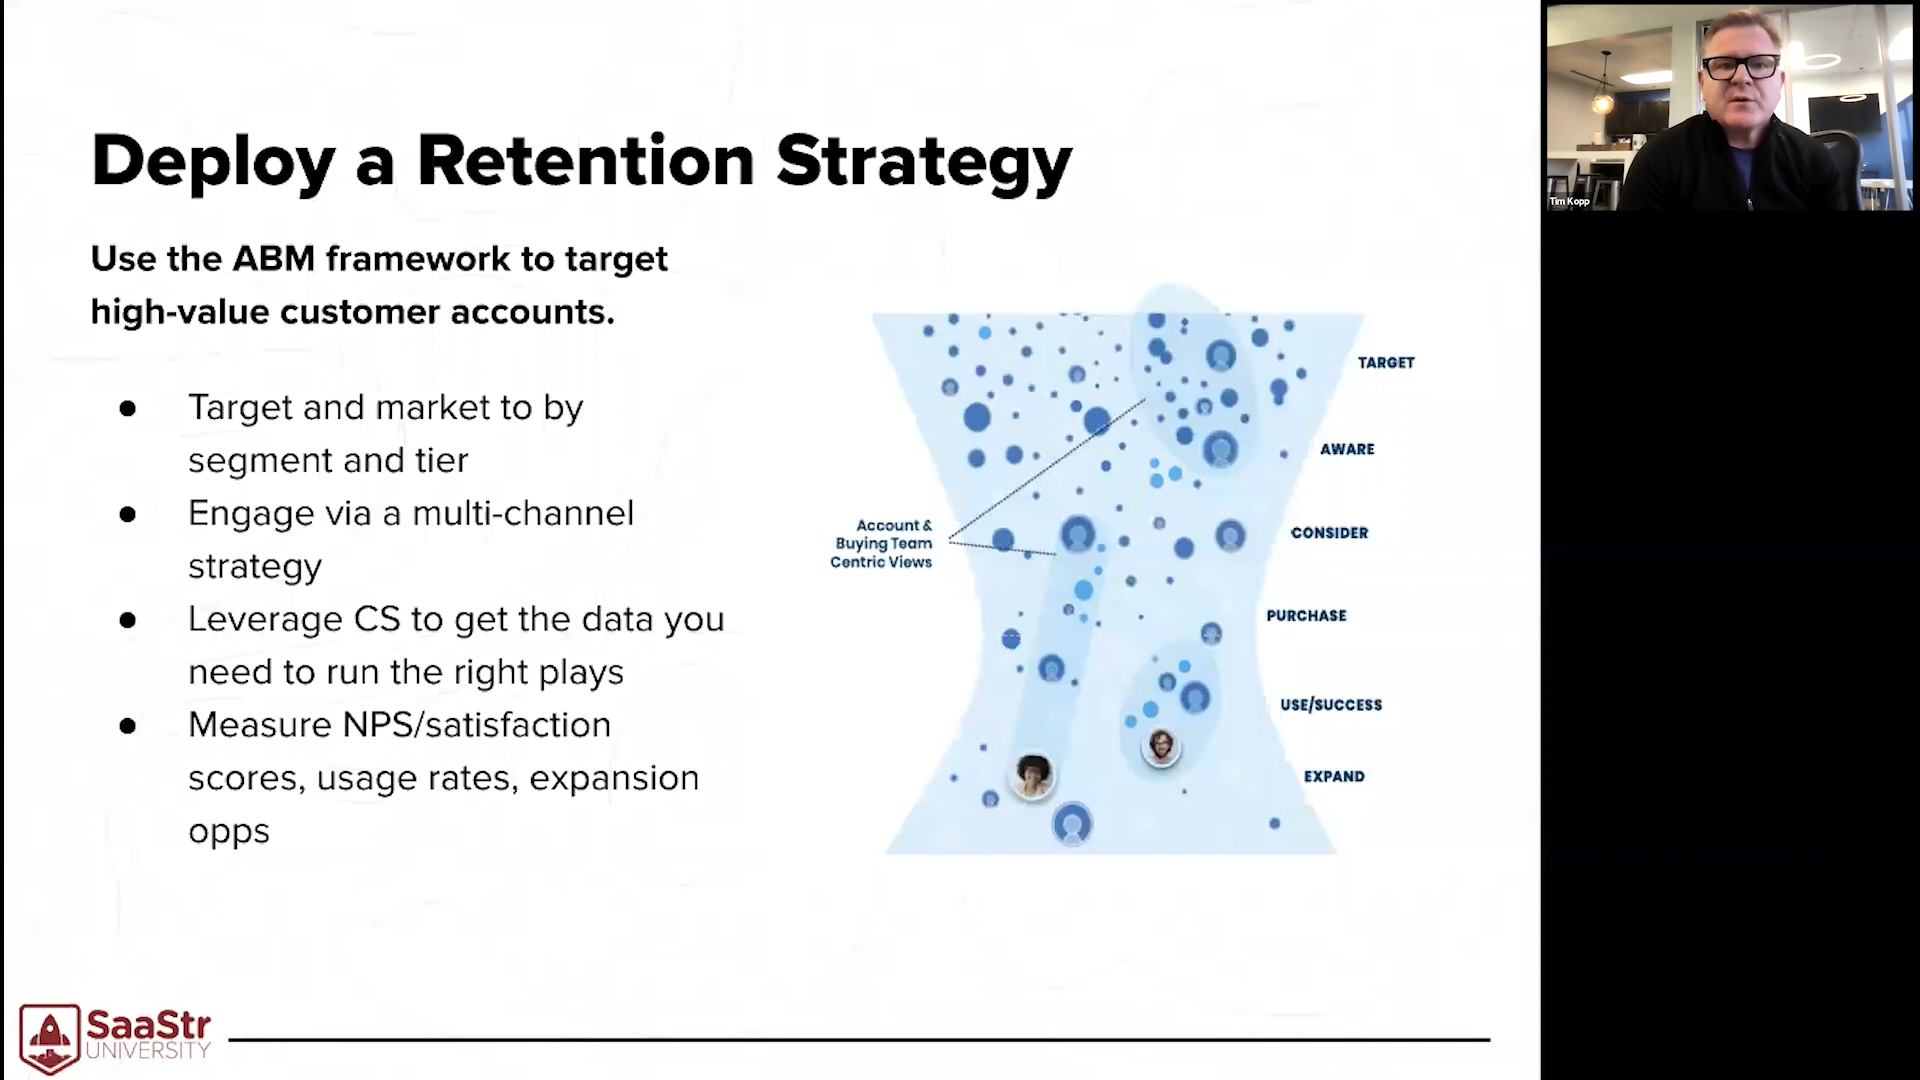 Deploy a Retention Strategy
Use the ABM framework to target
high-value customer accounts.
● Target and market to by
segment and tier
● Engage via a multi-channel
strategy
● Leverage CS to get the data you
need to run the right plays
● Measure NPS/satisfaction
scores, usage rates, expansion
opps
Account &
Buying Team
Centric Views
TARGET
AWARE
CONSIDER
PURCHASE
USE/SUCCESS
EXPAND
Tim Kopp
SaaStr
UNIVERSITY